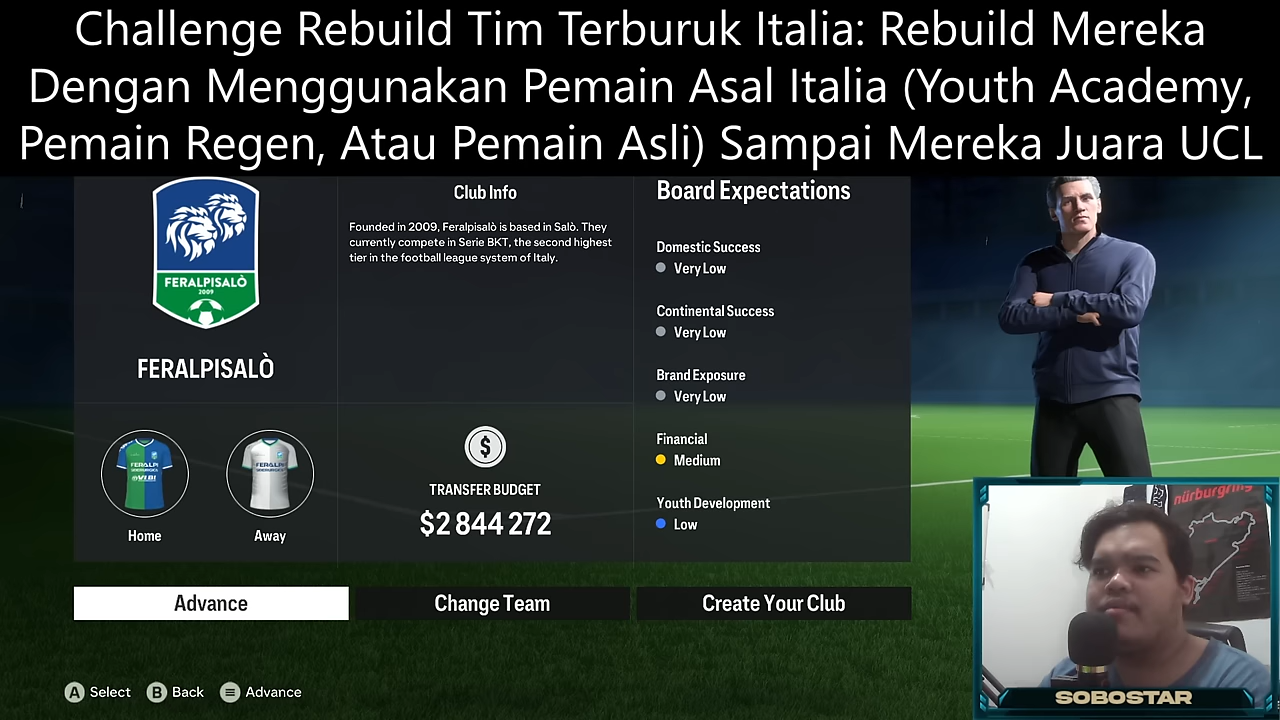 Challenge Rebuild Tim Terburuk Italia: Rebuild Mereka
Dengan Menggunakan Pemain Asal Italia (Youth Academy,
Pemain Regen, Atau Pemain Asli) Sampai Mereka Juara UCL
FERALPISALÒ
2009
FERALPISALÒ
Home
Away
Club Info
Founded in 2009, Feralpisalò is based in Salò. They
currently compete in Serie BKT, the second highest
tier in the football league system of Italy.
$
TRANSFER BUDGET
$2 844 272
Board Expectations
Domestic Success
Very Low
Continental Success
Very Low
Brand Exposure
Very Low
Financial
Medium
Youth Development
Low
Advance
Change Team
Create Your Club
A Select
B Back
Advance
nürburgring
SOBOSTAR